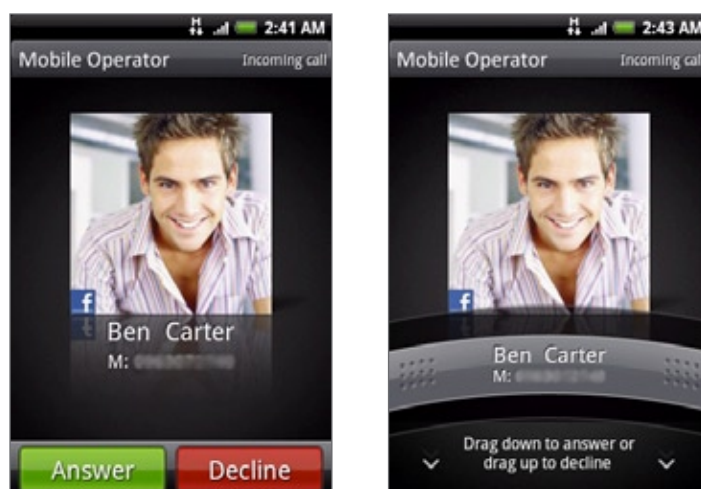 H
2:41 AM
Mobile Operator
Incoming call
f
Ben Carter
M:
Answer
Decline
H
2:43 AM
Mobile Operator
Incoming call
f
Ben Carter
M:
Drag down to answer or
drag up to decline